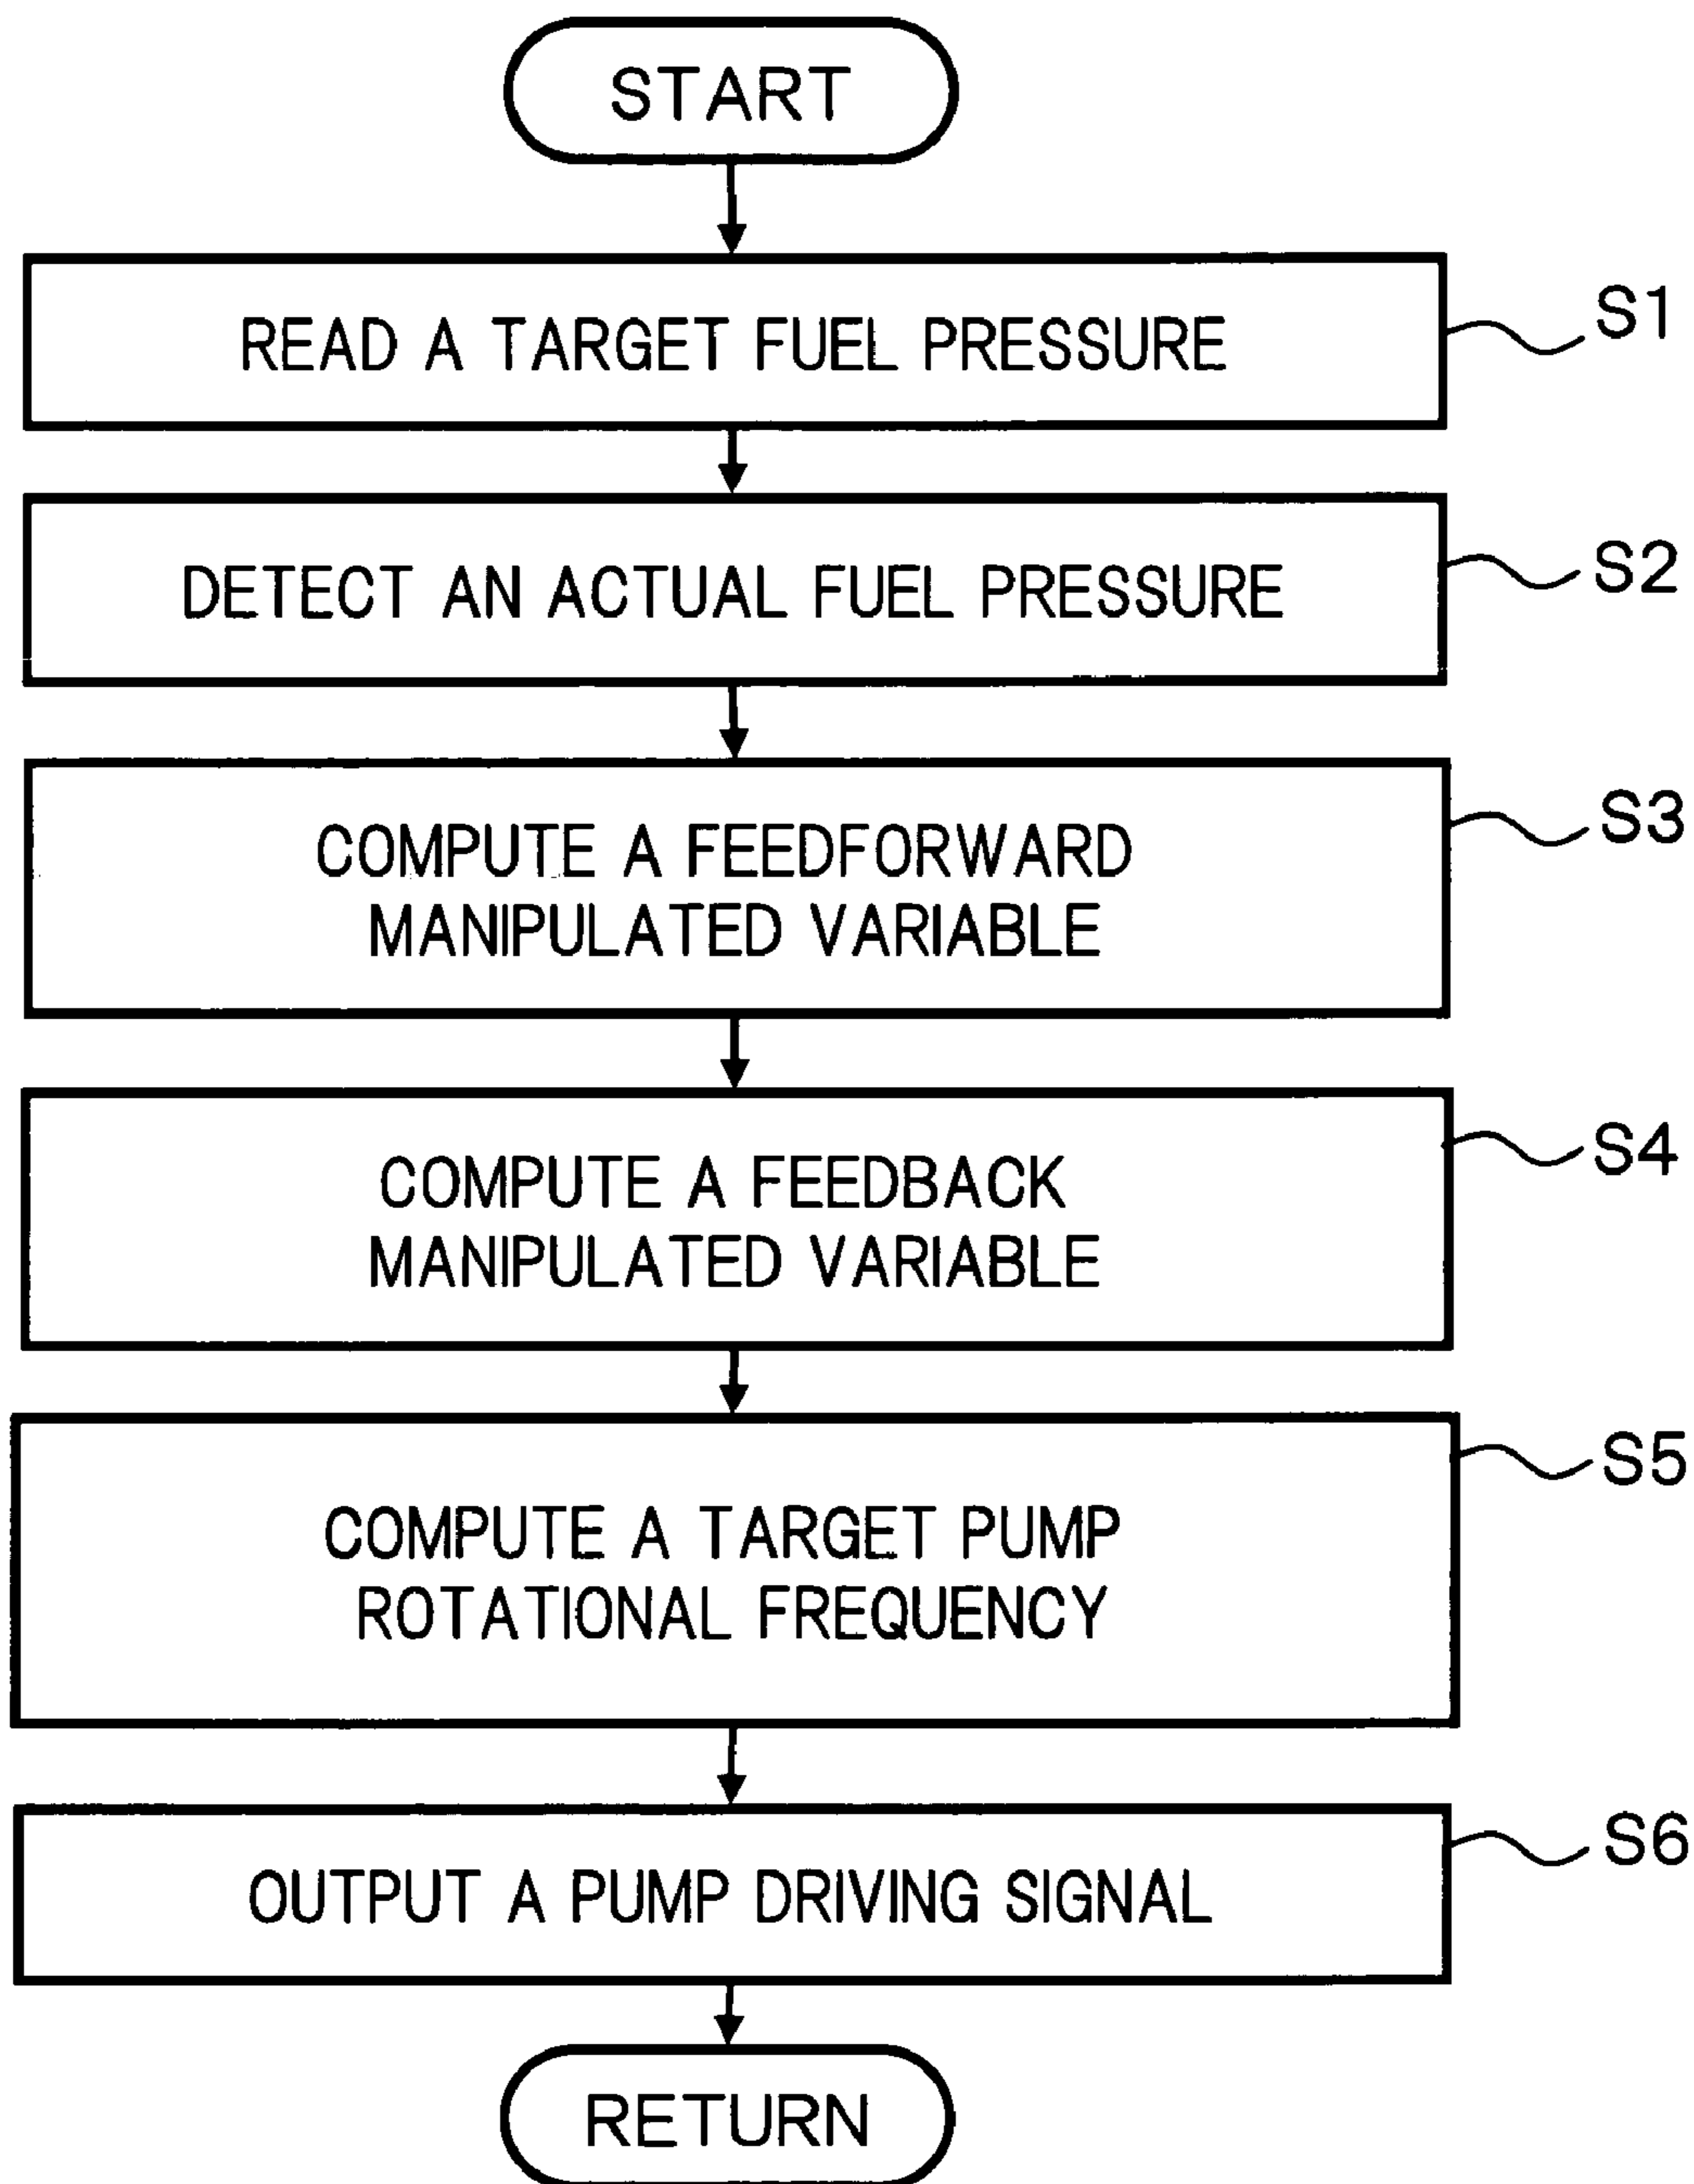 START
READ A TARGET FUEL PRESSURE
S1
DETECT AN ACTUAL FUEL PRESSURE
S2
COMPUTE A FEEDFORWARD
MANIPULATED VARIABLE
S3
COMPUTE A FEEDBACK
MANIPULATED VARIABLE
S4
COMPUTE A TARGET PUMP
ROTATIONAL FREQUENCY
S5
OUTPUT A PUMP DRIVING SIGNAL
S6
RETURN